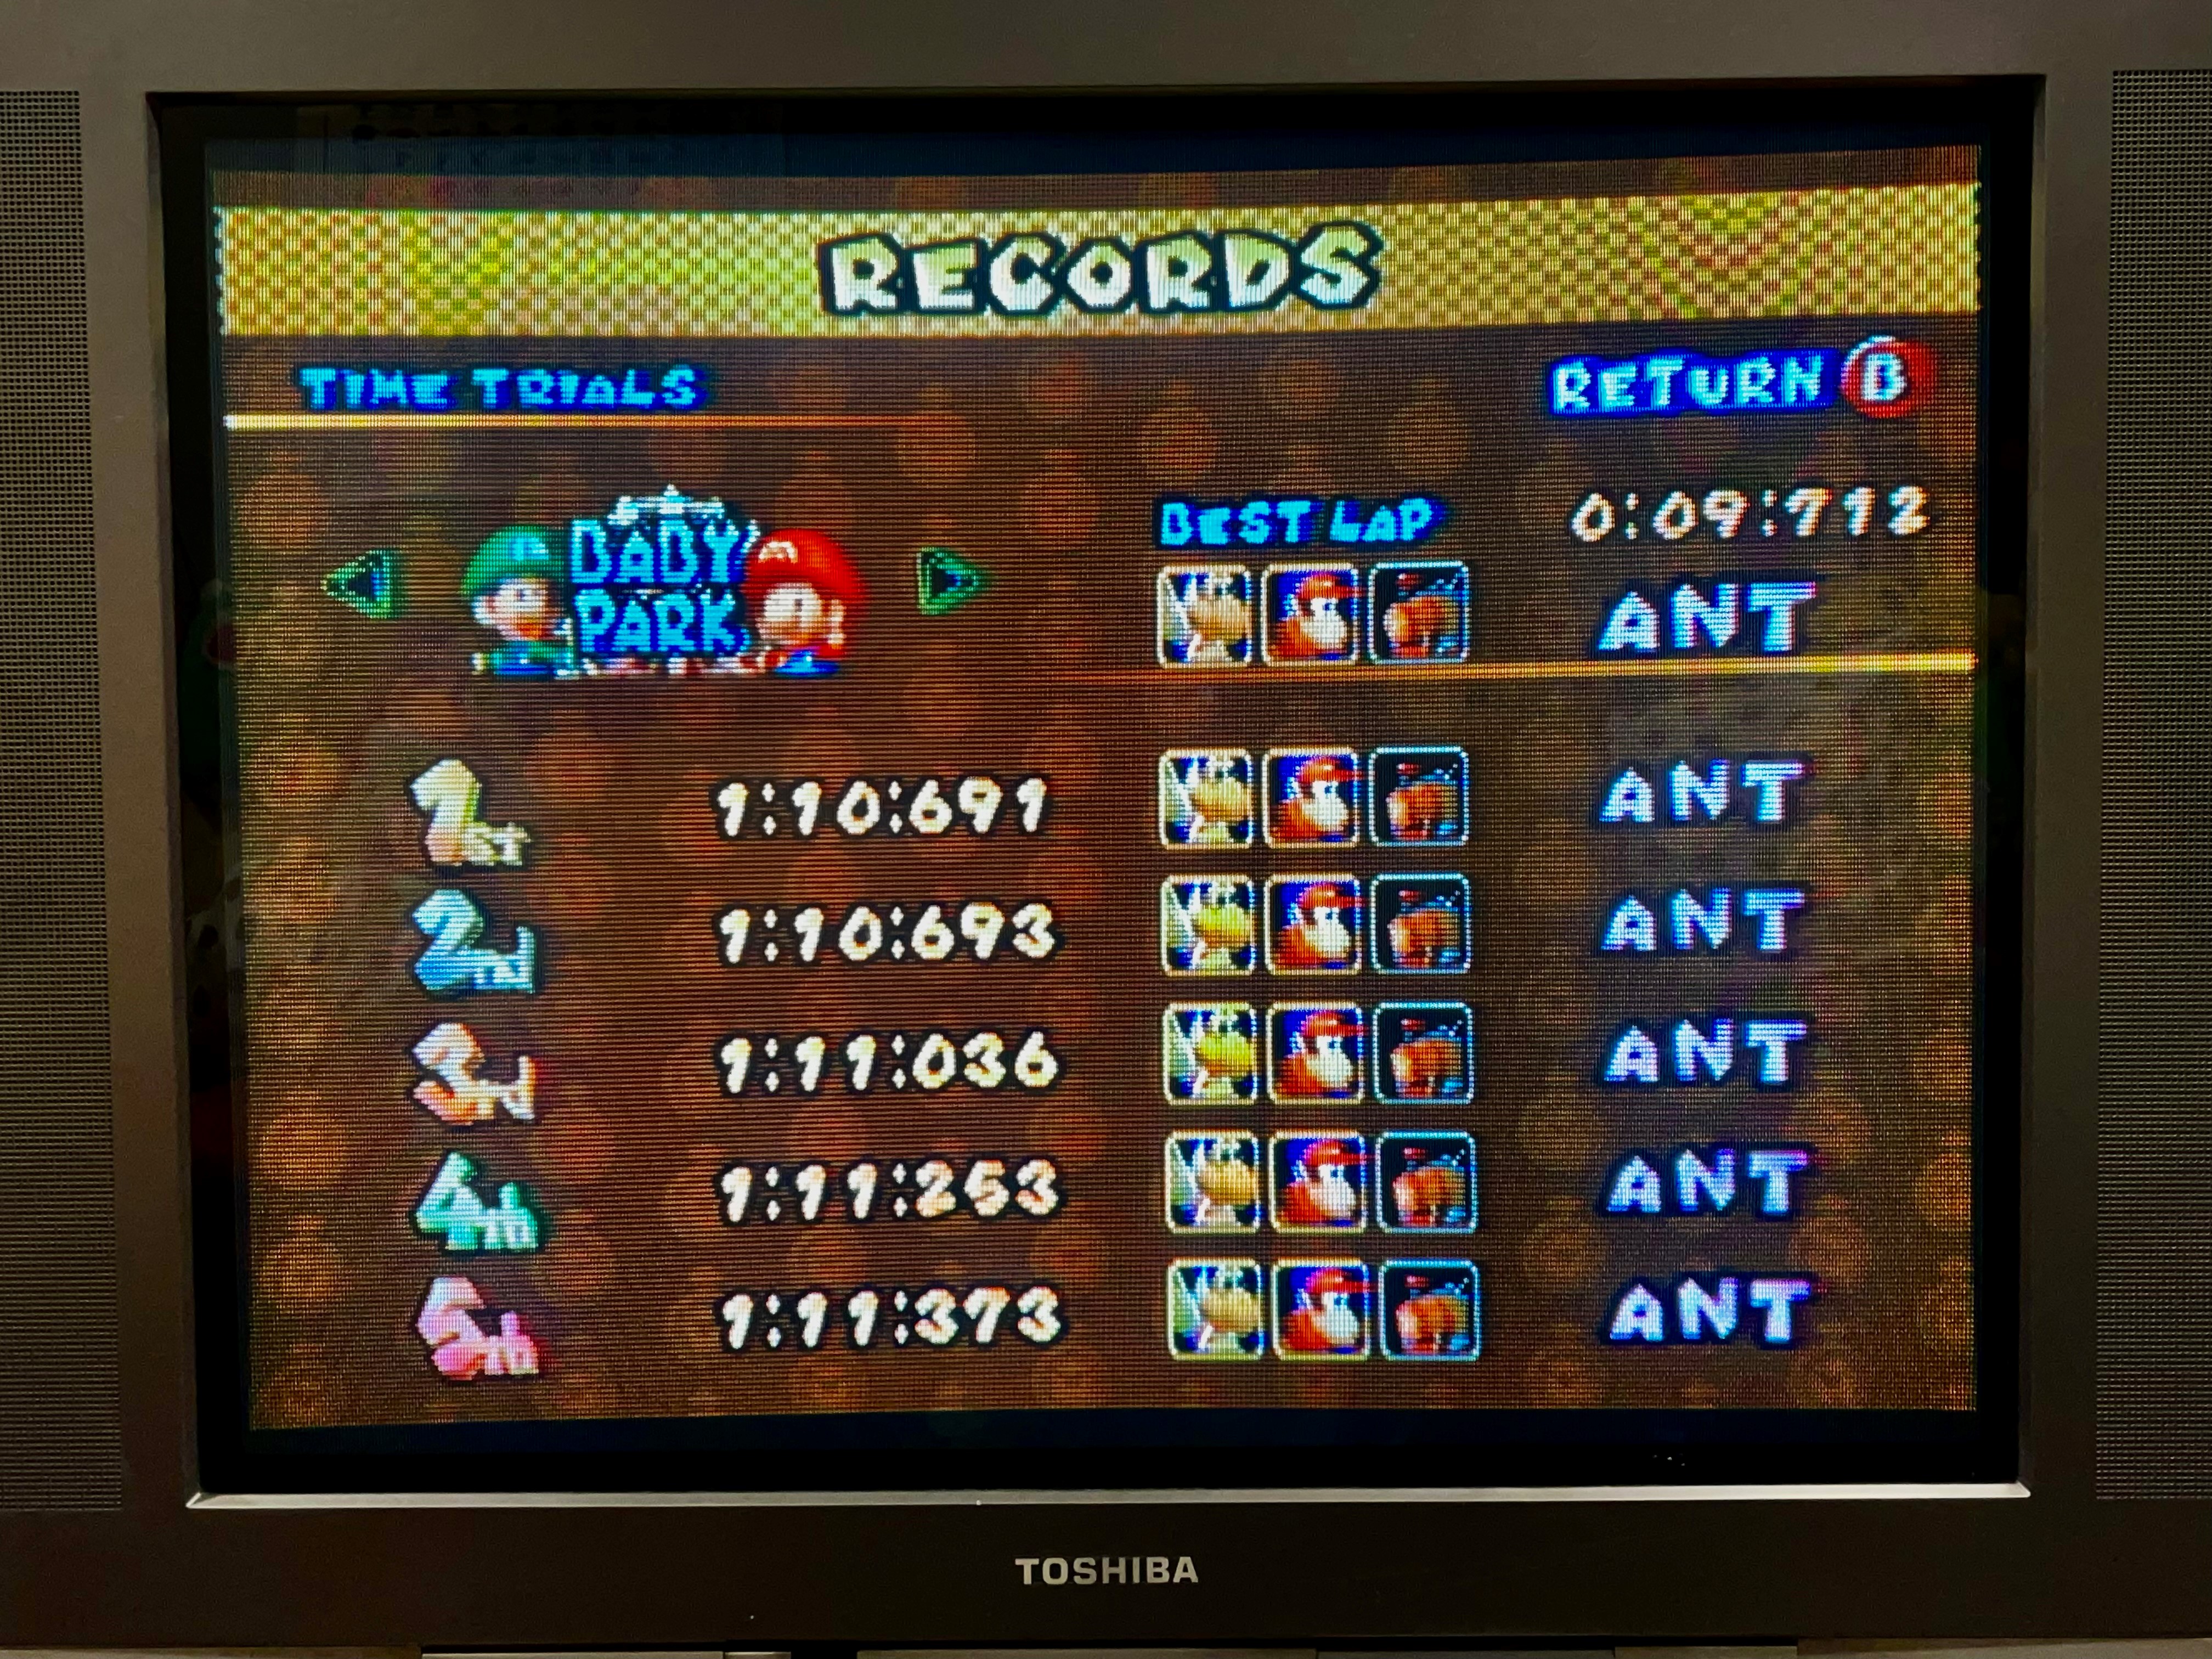 RECORDS
TIME TRIALS
RETURN B
BABY
PARK
BEST LAP 0:09:712
ANT
1st 1:10:691 ANT
2nd 1:10:693 ANT
3rd 1:11:036 ANT
4th 1:11:253 ANT
5th 1:11:373 ANT
TOSHIBA